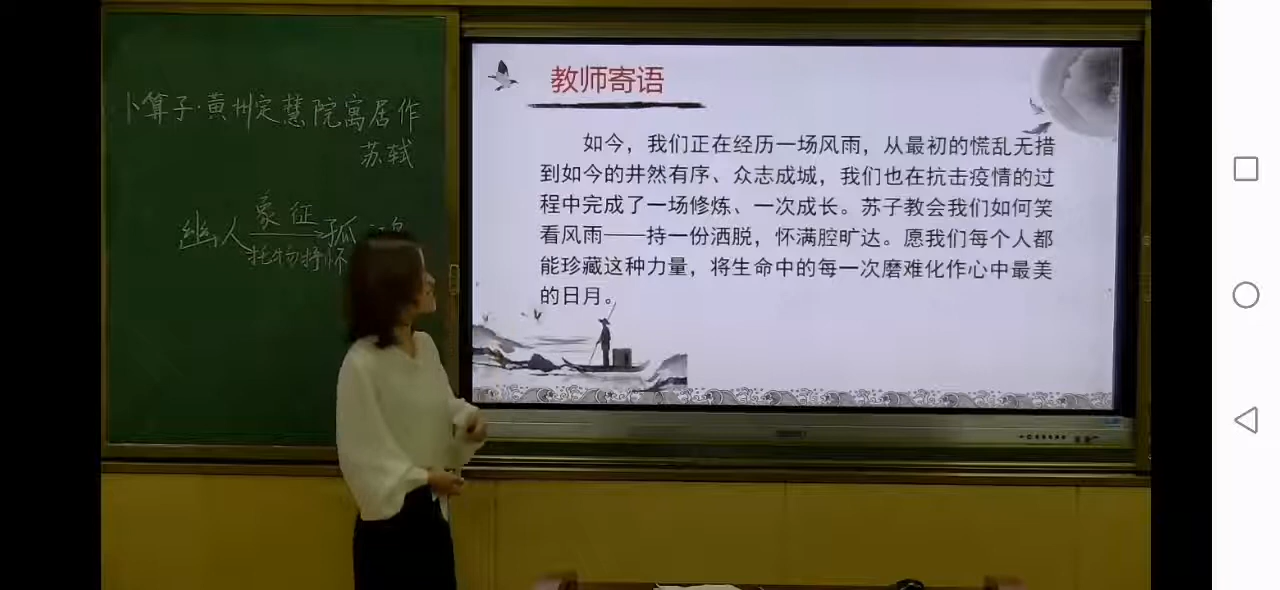 卜算子·黄州定慧院寓居作
苏轼
幽人 象征 孤鸿
托物抒怀
教师寄语
如今，我们正在经历一场风雨，从最初的慌乱无措
到如今的井然有序、众志成城，我们也在抗击疫情的过
程中完成了一场修炼、一次成长。苏子教会我们如何笑
看风雨——持一份洒脱，怀满腔旷达。愿我们每个人都
能珍藏这种力量，将生命中的每一次磨难化作心中最美
的日月。